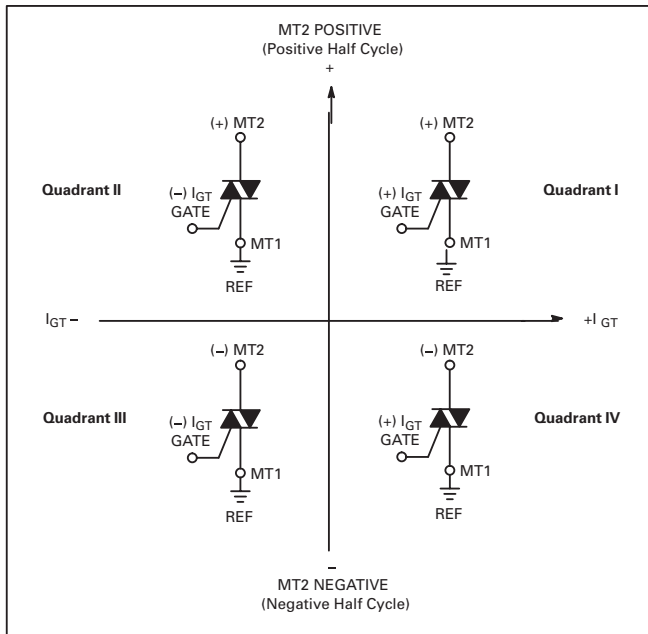 MT2 POSITIVE
(Positive Half Cycle)
+
(+) MT2
(+) MT2
Quadrant II
(−) IGT
GATE
MT1
REF
(+) IGT
GATE
MT1
REF
Quadrant I
IGT −
+I GT
(−) MT2
(−) MT2
Quadrant III
(−) IGT
GATE
MT1
REF
(+) IGT
GATE
MT1
REF
Quadrant IV
−
MT2 NEGATIVE
(Negative Half Cycle)